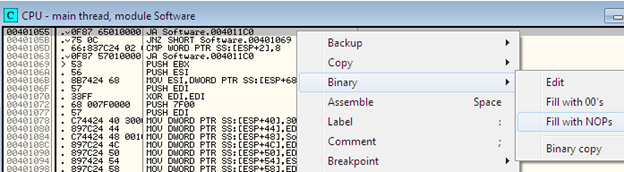 C CPU - main thread, module Software
00401055 .˅0F87 65010000 JA Software.004011C0
0040105B .˅75 0C JNZ SHORT Software.00401069
0040105D . 66:837C24 02 CMP WORD PTR SS:[ESP+2],8
00401063 .˅0F87 57010000 JA Software.004011C0
00401069 > 53 PUSH EBX
0040106A . 56 PUSH ESI
0040106B . 8B7424 68 MOV ESI,DWORD PTR SS:[ESP+68
0040106F . 57 PUSH EDI
00401070 . 33FF XOR EDI,EDI
00401072 . 68 007F0000 PUSH 7F00
00401077 . 57 PUSH EDI
00401078 . C74424 40 3000 MOV DWORD PTR SS:[ESP+40],30
00401080 . 897C24 44 MOV DWORD PTR SS:[ESP+44],ED
00401084 . C74424 48 0010 MOV DWORD PTR SS:[ESP+48],So
0040108C . 897C24 4C MOV DWORD PTR SS:[ESP+4C],ED
00401090 . 897C24 50 MOV DWORD PTR SS:[ESP+50],ED
00401094 . 897424 54 MOV DWORD PTR SS:[ESP+54],ES
00401098 . 897C24 58 MOV DWORD PTR SS:[ESP+58],ED
Backup
Copy
Binary
Assemble Space
Label :
Comment ;
Breakpoint
Edit
Fill with 00's
Fill with NOPs
Binary copy